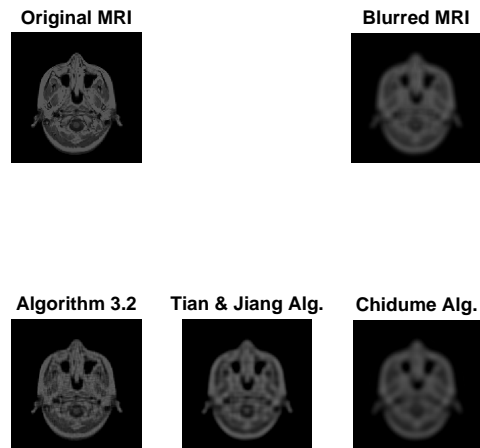 Original MRI
Blurred MRI
Algorithm 3.2
Tian & Jiang Alg.
Chidume Alg.